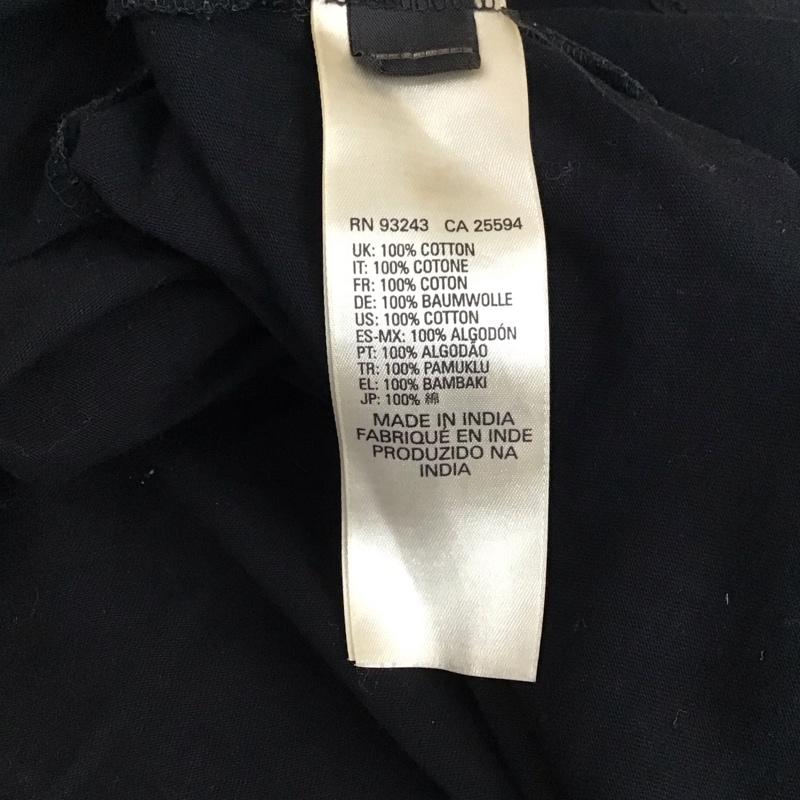 RN 93243 CA 25594
UK: 100% COTTON
IT: 100% COTONE
FR: 100% COTON
DE: 100% BAUMWOLLE
US: 100% COTTON
ES-MX: 100% ALGODÓN
PT: 100% ALGODÃO
TR: 100% PAMUKLU
EL: 100% BAMBAKI
JP: 100% 綿
MADE IN INDIA
FABRIQUÉ EN INDE
PRODUZIDO NA
INDIA